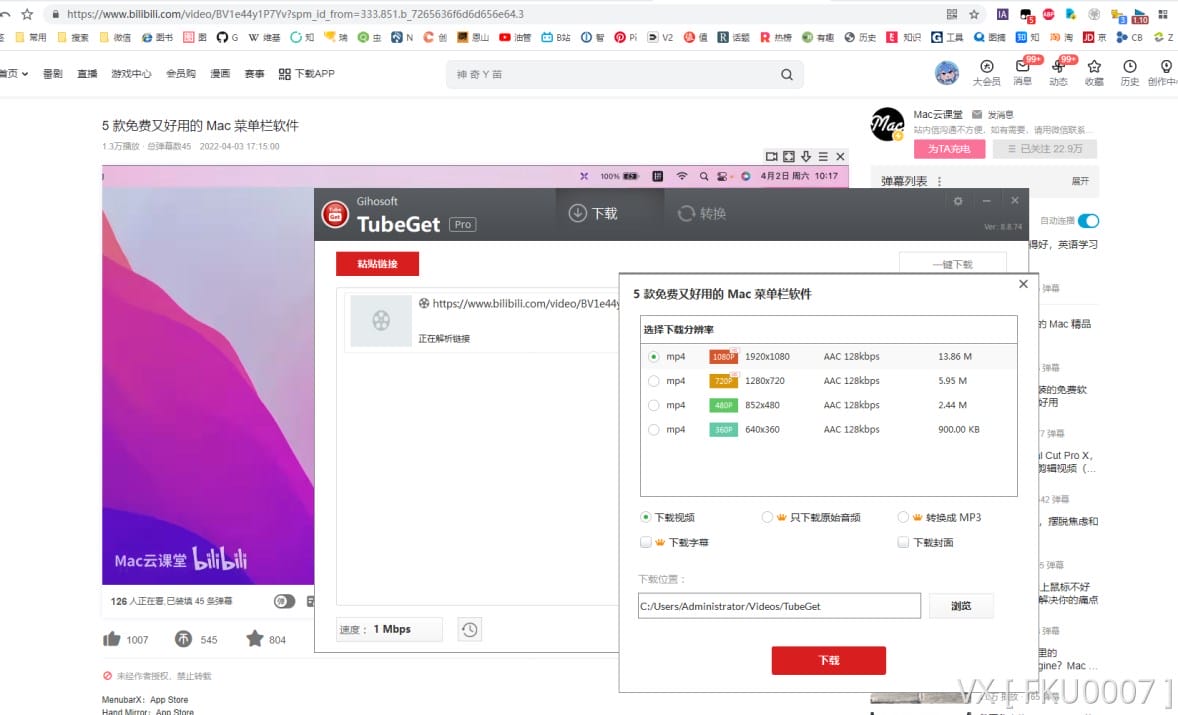 https://www.bilibili.com/video/BV1e44y1P7Yv?spm_id_from=333.851.b_7265636f6d6d656e64.3
常用 搜索 微信 图书 图 G 维基 知 瑞 虫 N 创 恩山 油管 B站 智 Pi V2 值 话题 热榜 有趣 历史 知识 工具 图摘 知 淘 京 CB Z
首页 番剧 直播 游戏中心 会员购 漫画 赛事 下载APP
神 奇 Y 苗
大会员 消息 动态 收藏 历史 创作中
99+ 99+
5 款免费又好用的 Mac 菜单栏软件
1.3万播放 · 总弹幕数45 2022-04-03 17:15:00
Mac云课堂 发消息
站内信沟通不方便，如有需要，请用微信联系...
为TA充电 已关注 22.9万
弹幕列表 展开
100% 4月2日 周六 10:17
Gihosoft
TubeGet Pro
下载 转换
Ver: 8.8.74
自动连播
粘贴链接
一键下载
得好，英语学习
https://www.bilibili.com/video/BV1e44y
正在解析链接
5 款免费又好用的 Mac 菜单栏软件
选择下载分辨率
mp4 1080P 1920x1080 AAC 128kbps 13.86 M
mp4 720P 1280x720 AAC 128kbps 5.95 M
mp4 480P 852x480 AAC 128kbps 2.44 M
mp4 360P 640x360 AAC 128kbps 900.00 KB
弹幕
的 Mac 精品
弹幕
装的免费软
好用
7 弹幕
l Cut Pro X，
剪辑视频（...
42 弹幕
，摆脱焦虑和
5 弹幕
上鼠标不好
解决你的痛点
弹幕
里的
gine？Mac ...
下载视频 只下载原始音频 转换成 MP3
下载字幕 下载封面
下载位置：
C:/Users/Administrator/Videos/TubeGet 浏览
下载
Mac云课堂 bilibili
126 人正在看,已装填 45 条弹幕
速度： 1 Mbps
1007 545 804
未经作者授权，禁止转载
MenubarX： App Store
Hand Mirror： App Store
VX [ FKU0007 ]